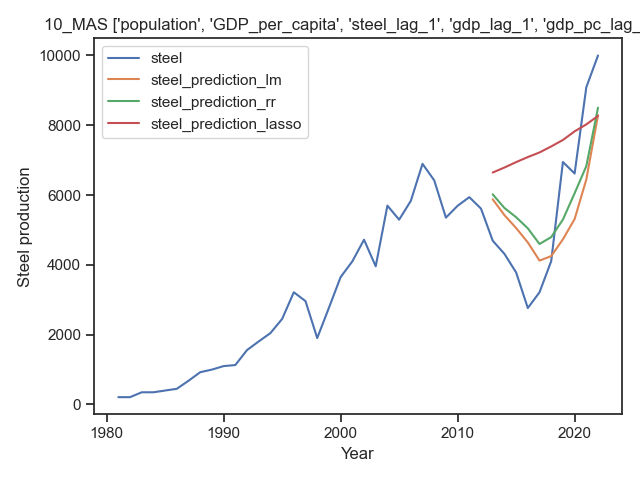 10_MAS ['population', 'GDP_per_capita', 'steel_lag_1', 'gdp_lag_1', 'gdp_pc_lag_
steel
steel_prediction_lm
steel_prediction_rr
steel_prediction_lasso
10000
8000
6000
4000
2000
0
Steel production
1980
1990
2000
2010
2020
Year